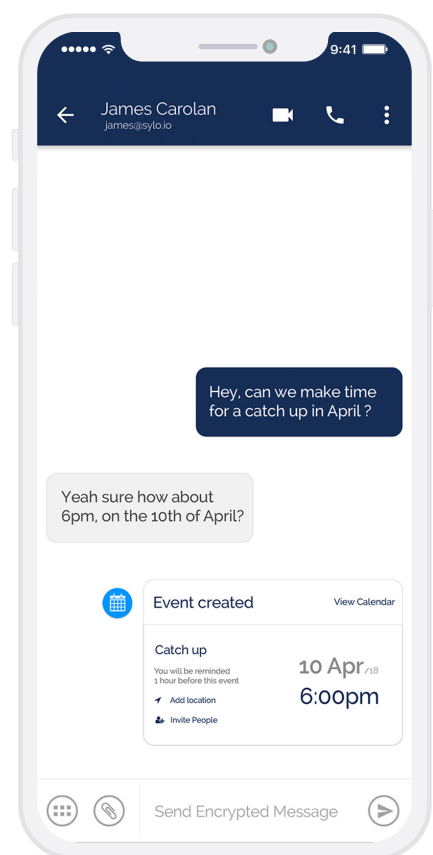 9:41
James Carolan
james@sylo.io
Hey, can we make time
for a catch up in April ?
Yeah sure how about
6pm, on the 10th of April?
Event created
View Calendar
Catch up
You will be reminded
1 hour before this event
Add location
Invite People
10 Apr/18
6:00pm
Send Encrypted Message